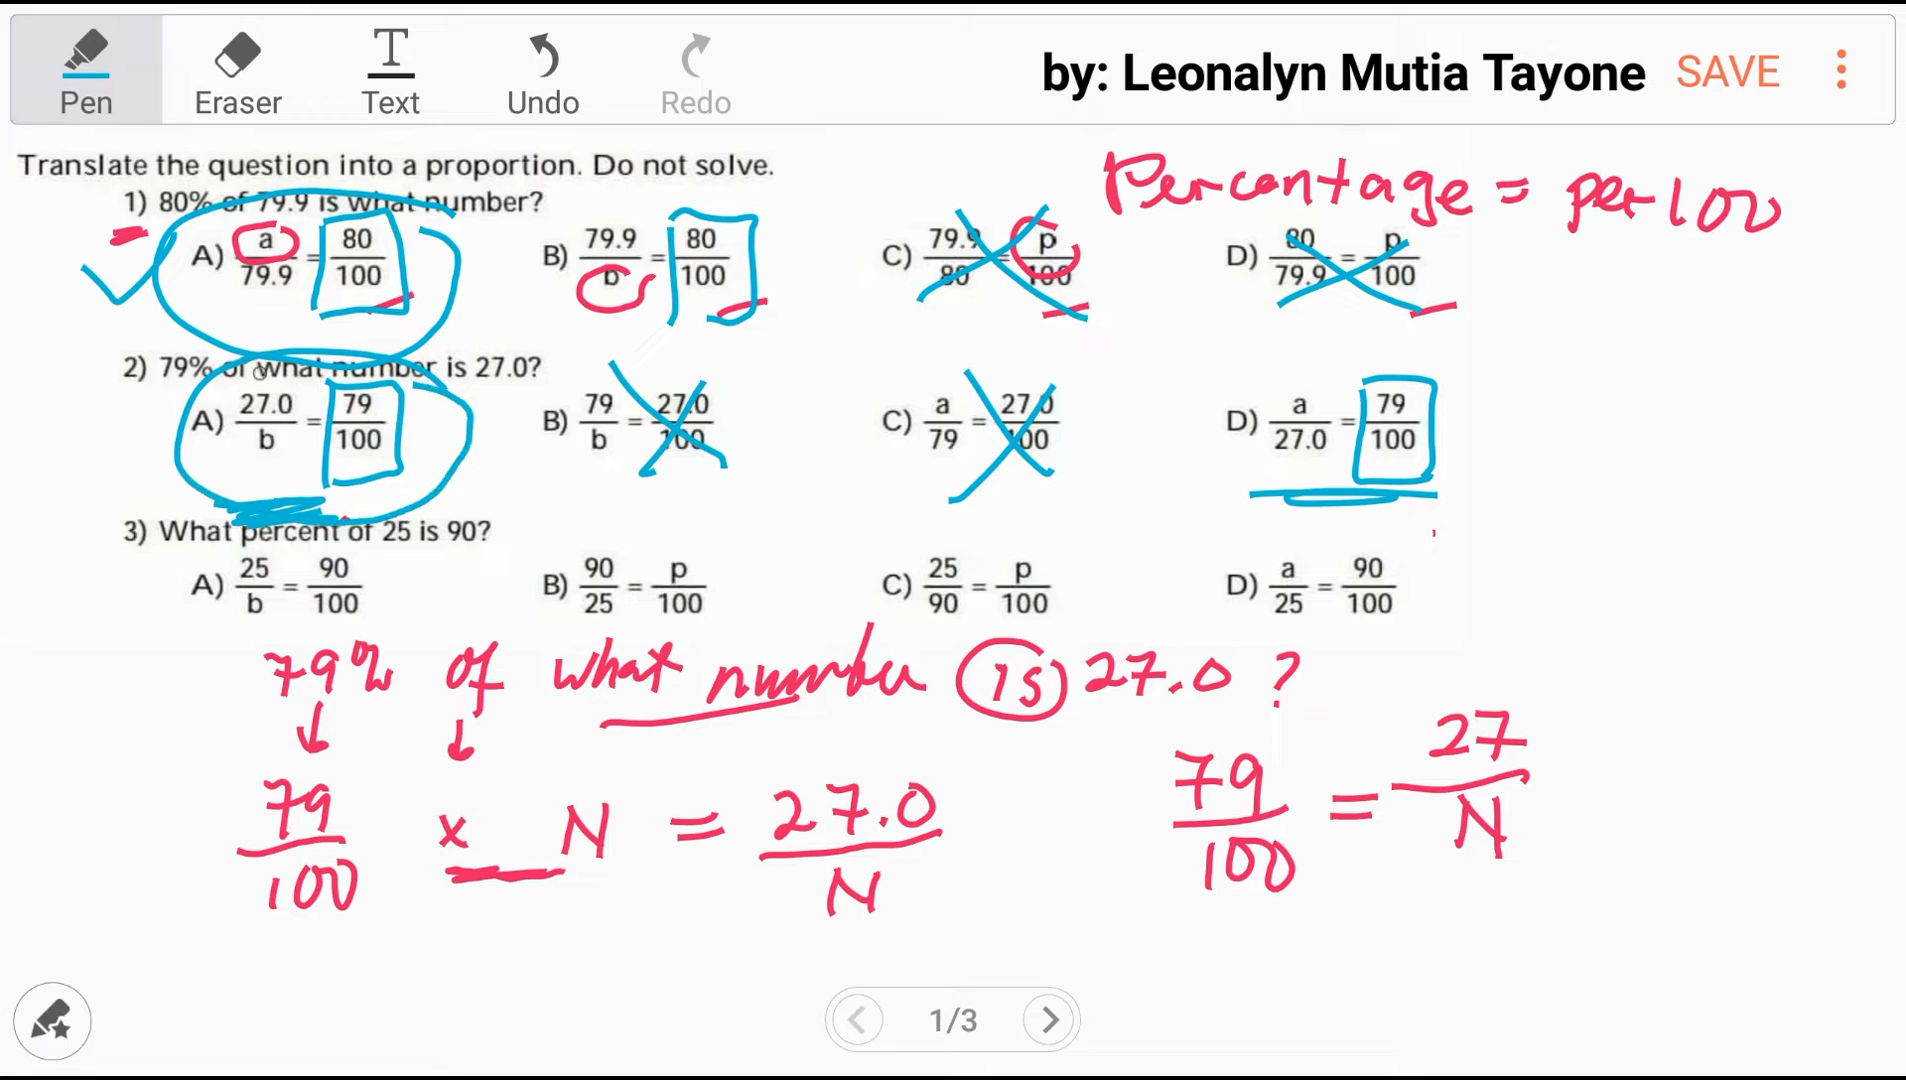 Pen Eraser Text Undo Redo by: Leonalyn Mutia Tayone SAVE
Translate the question into a proportion. Do not solve.
Percentage = per 100
1) 80% of 79.9 is what number?
A) a/79.9 = 80/100 B) 79.9/b = 80/100 C) 79.9/80 = p/100 D) 80/79.9 = p/100
2) 79% of what number is 27.0?
A) 27.0/b = 79/100 B) 79/b = 27.0/100 C) a/79 = 27.0/100 D) a/27.0 = 79/100
3) What percent of 25 is 90?
A) 25/b = 90/100 B) 90/25 = p/100 C) 25/90 = p/100 D) a/25 = 90/100
79% of what number is 27.0?
79/100 x N = 27.0/N 79/100 = 27/N
1/3